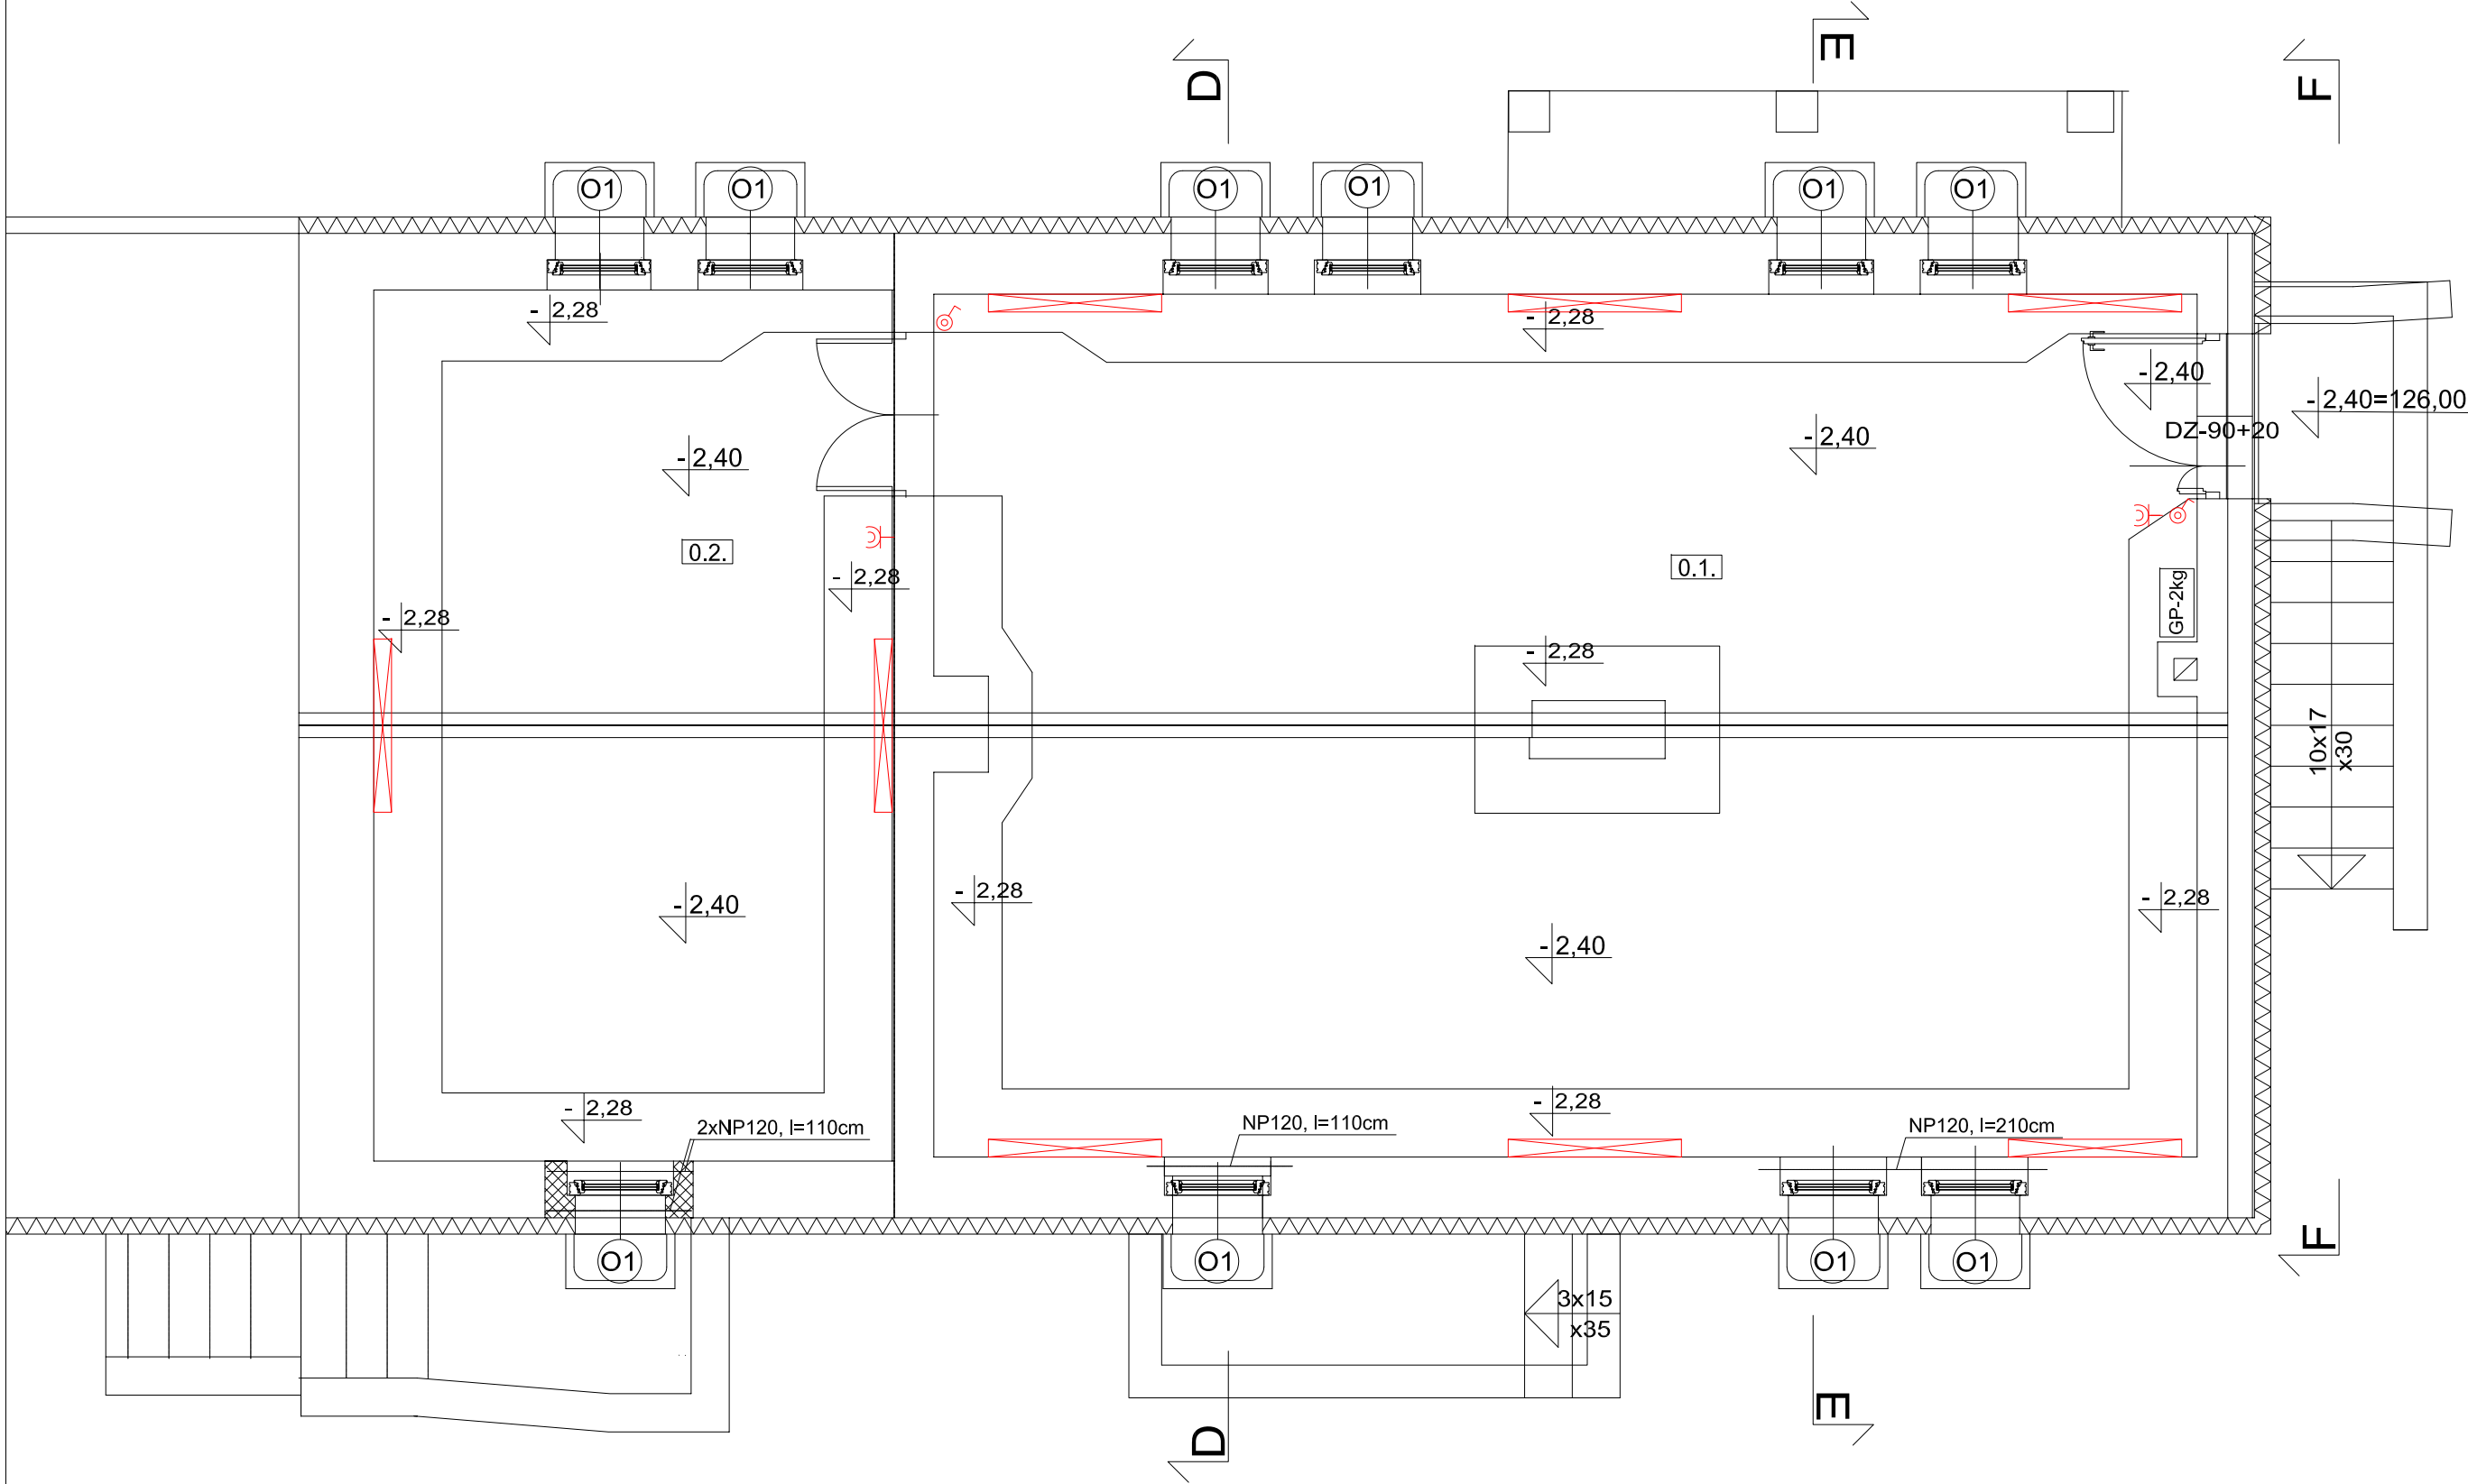 E
D
F
O1
O1
O1
O1
O1
O1
- 2,28
- 2,28
- 2,40
- 2,40=126,00
DZ-90+20
- 2,40
- 2,40
0.2.
0.1.
- 2,28
- 2,28
GP-2kg
- 2,28
10x17
x30
- 2,28
- 2,28
- 2,40
- 2,40
- 2,28
- 2,28
2xNP120, l=110cm
NP120, l=110cm
NP120, l=210cm
O1
O1
O1
O1
F
3x15
x35
E
D